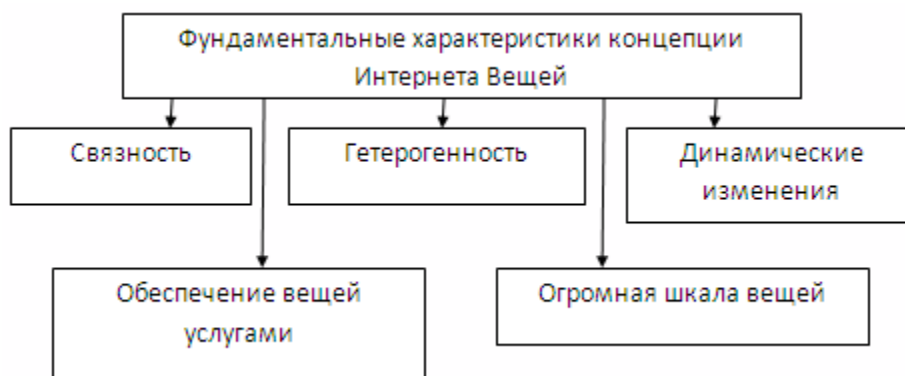 Фундаментальные характеристики концепции
Интернета Вещей
Связность
Гетерогенность
Динамические
изменения
Обеспечение вещей
услугами
Огромная шкала вещей